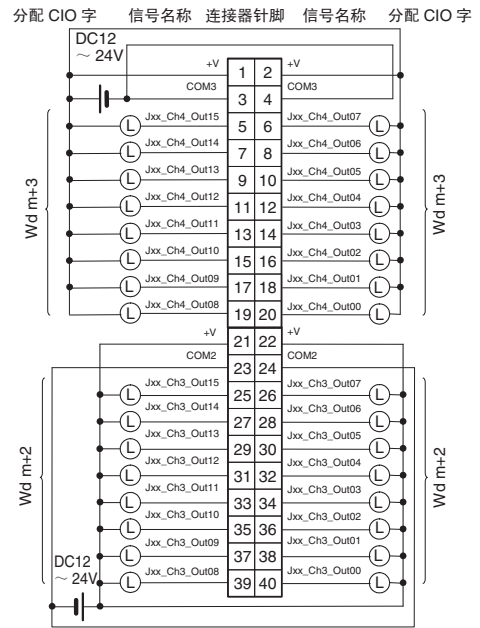 分配 CIO 字 信号名称 连接器针脚 信号名称 分配 CIO 字
DC12
～ 24V
+V 1 2 +V
COM3 3 4 COM3
Jxx_Ch4_Out15 L 5 6 Jxx_Ch4_Out07 L
Jxx_Ch4_Out14 L 7 8 Jxx_Ch4_Out06 L
Jxx_Ch4_Out13 L 9 10 Jxx_Ch4_Out05 L
Jxx_Ch4_Out12 L 11 12 Jxx_Ch4_Out04 L
Wd m+3 Wd m+3
Jxx_Ch4_Out11 L 13 14 Jxx_Ch4_Out03 L
Jxx_Ch4_Out10 L 15 16 Jxx_Ch4_Out02 L
Jxx_Ch4_Out09 L 17 18 Jxx_Ch4_Out01 L
Jxx_Ch4_Out08 L 19 20 Jxx_Ch4_Out00 L
+V 21 22 +V
COM2 23 24 COM2
Jxx_Ch3_Out15 L 25 26 Jxx_Ch3_Out07 L
Jxx_Ch3_Out14 L 27 28 Jxx_Ch3_Out06 L
Jxx_Ch3_Out13 L 29 30 Jxx_Ch3_Out05 L
Jxx_Ch3_Out12 L 31 32 Jxx_Ch3_Out04 L
Wd m+2 Wd m+2
Jxx_Ch3_Out11 L 33 34 Jxx_Ch3_Out03 L
Jxx_Ch3_Out10 L 35 36 Jxx_Ch3_Out02 L
Jxx_Ch3_Out09 L 37 38 Jxx_Ch3_Out01 L
DC12
～ 24V
Jxx_Ch3_Out08 L 39 40 Jxx_Ch3_Out00 L